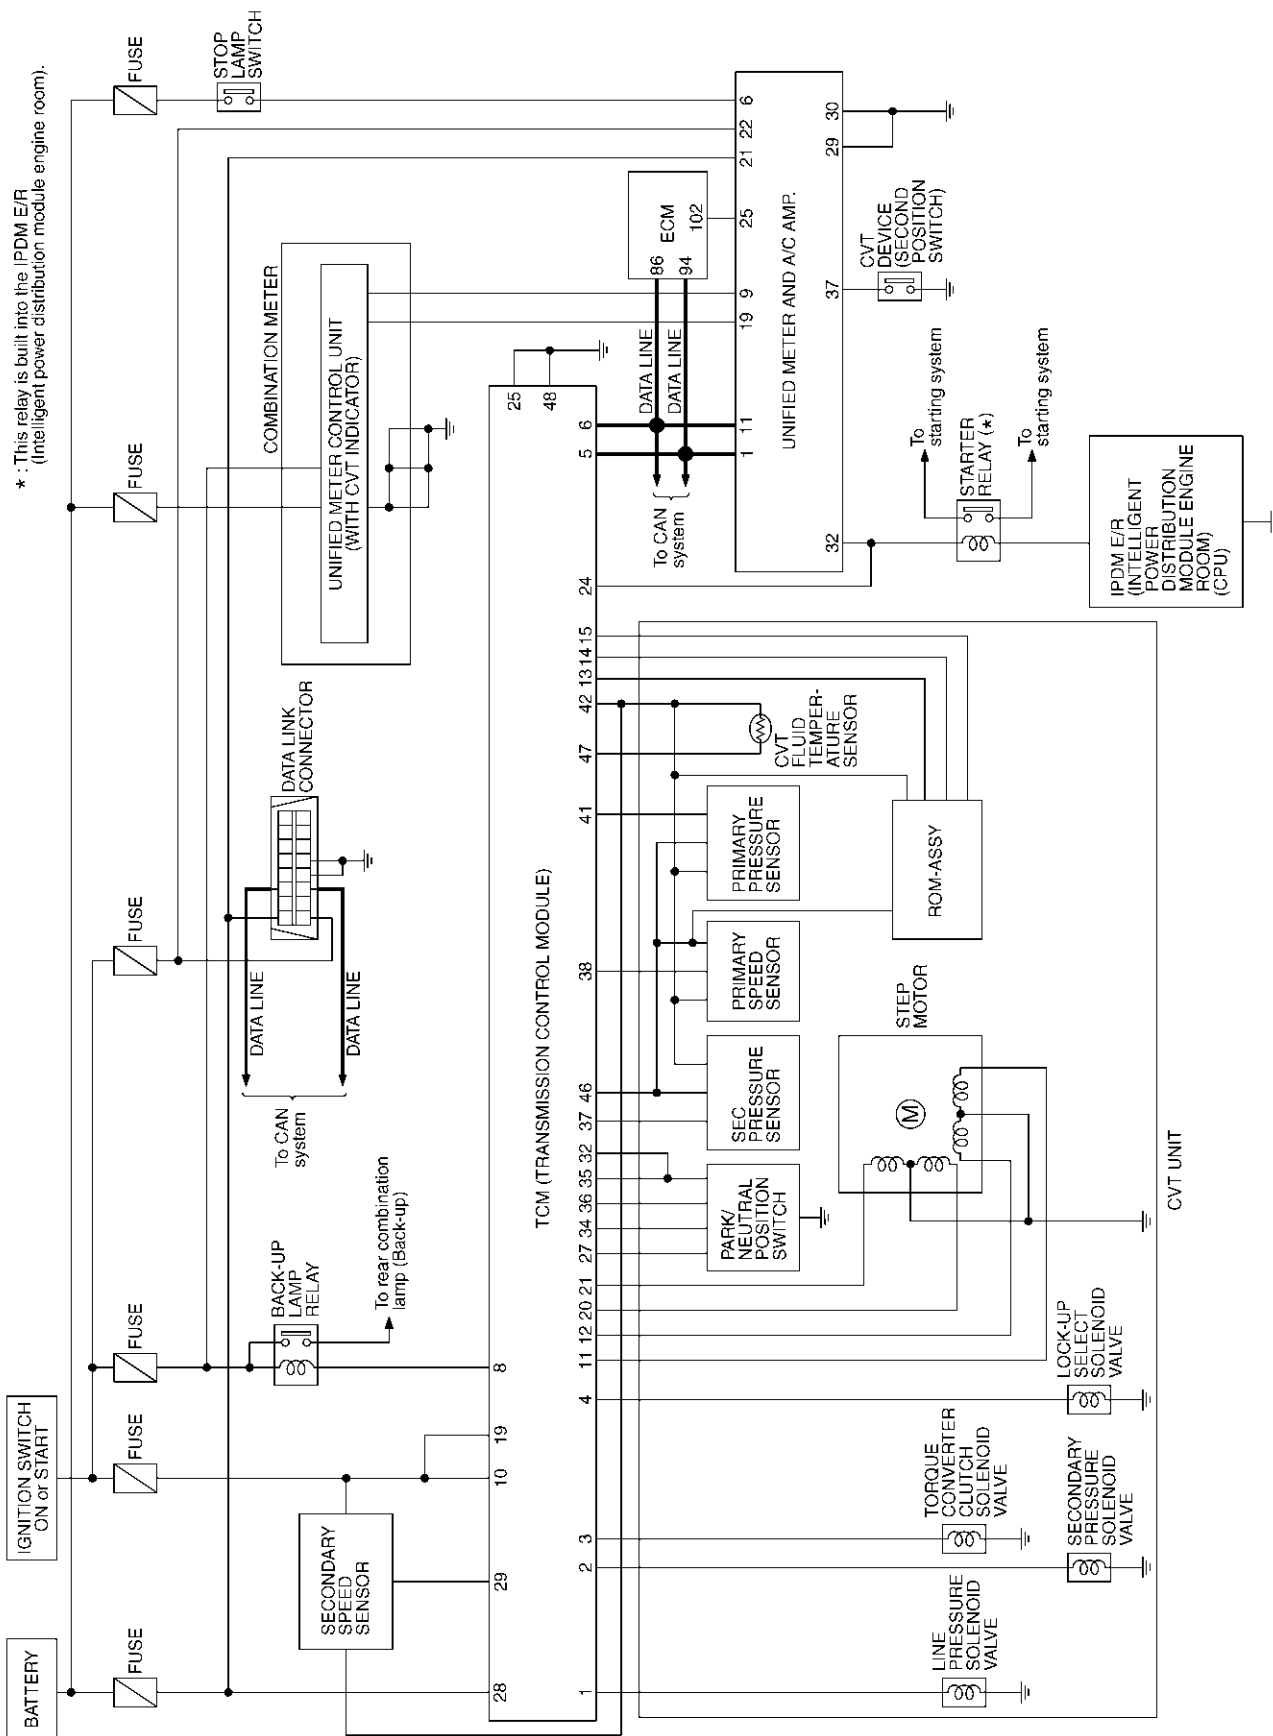 * : This relay is built into the IPDM E/R
(Intelligent power distribution module engine room).
BATTERY
IGNITION SWITCH
ON or START
FUSE
FUSE
FUSE
FUSE
FUSE
FUSE
STOP
LAMP
SWITCH
BACK-UP
LAMP
RELAY
To rear combination
lamp (Back-up)
To CAN
system
DATA LINE
DATA LINE
DATA LINK
CONNECTOR
COMBINATION METER
UNIFIED METER CONTROL UNIT
(WITH CVT INDICATOR)
SECONDARY
SPEED
SENSOR
28
29
10
19
8
25
48
TCM (TRANSMISSION CONTROL MODULE)
1
2
3
4
11
12
20
21
27
34
36
35
32
37
46
38
41
47
42
13
14
15
24
5
6
ECM
86
94
102
DATA LINE
DATA LINE
To CAN
system
1
11
19
9
25
21
22
6
UNIFIED METER AND A/C AMP.
32
37
29
30
CVT
DEVICE
(SECOND
POSITION
SWITCH)
To
starting system
STARTER
RELAY (*)
To
starting system
IPDM E/R
(INTELLIGENT
POWER
DISTRIBUTION
MODULE ENGINE
ROOM)
(CPU)
PARK/
NEUTRAL
POSITION
SWITCH
SEC
PRESSURE
SENSOR
PRIMARY
SPEED
SENSOR
PRIMARY
PRESSURE
SENSOR
CVT
FLUID
TEMPER-
ATURE
SENSOR
STEP
MOTOR
M
ROM-ASSY
LINE
PRESSURE
SOLENOID
VALVE
TORQUE
CONVERTER
CLUTCH
SOLENOID
VALVE
SECONDARY
PRESSURE
SOLENOID
VALVE
LOCK-UP
SELECT
SOLENOID
VALVE
CVT UNIT